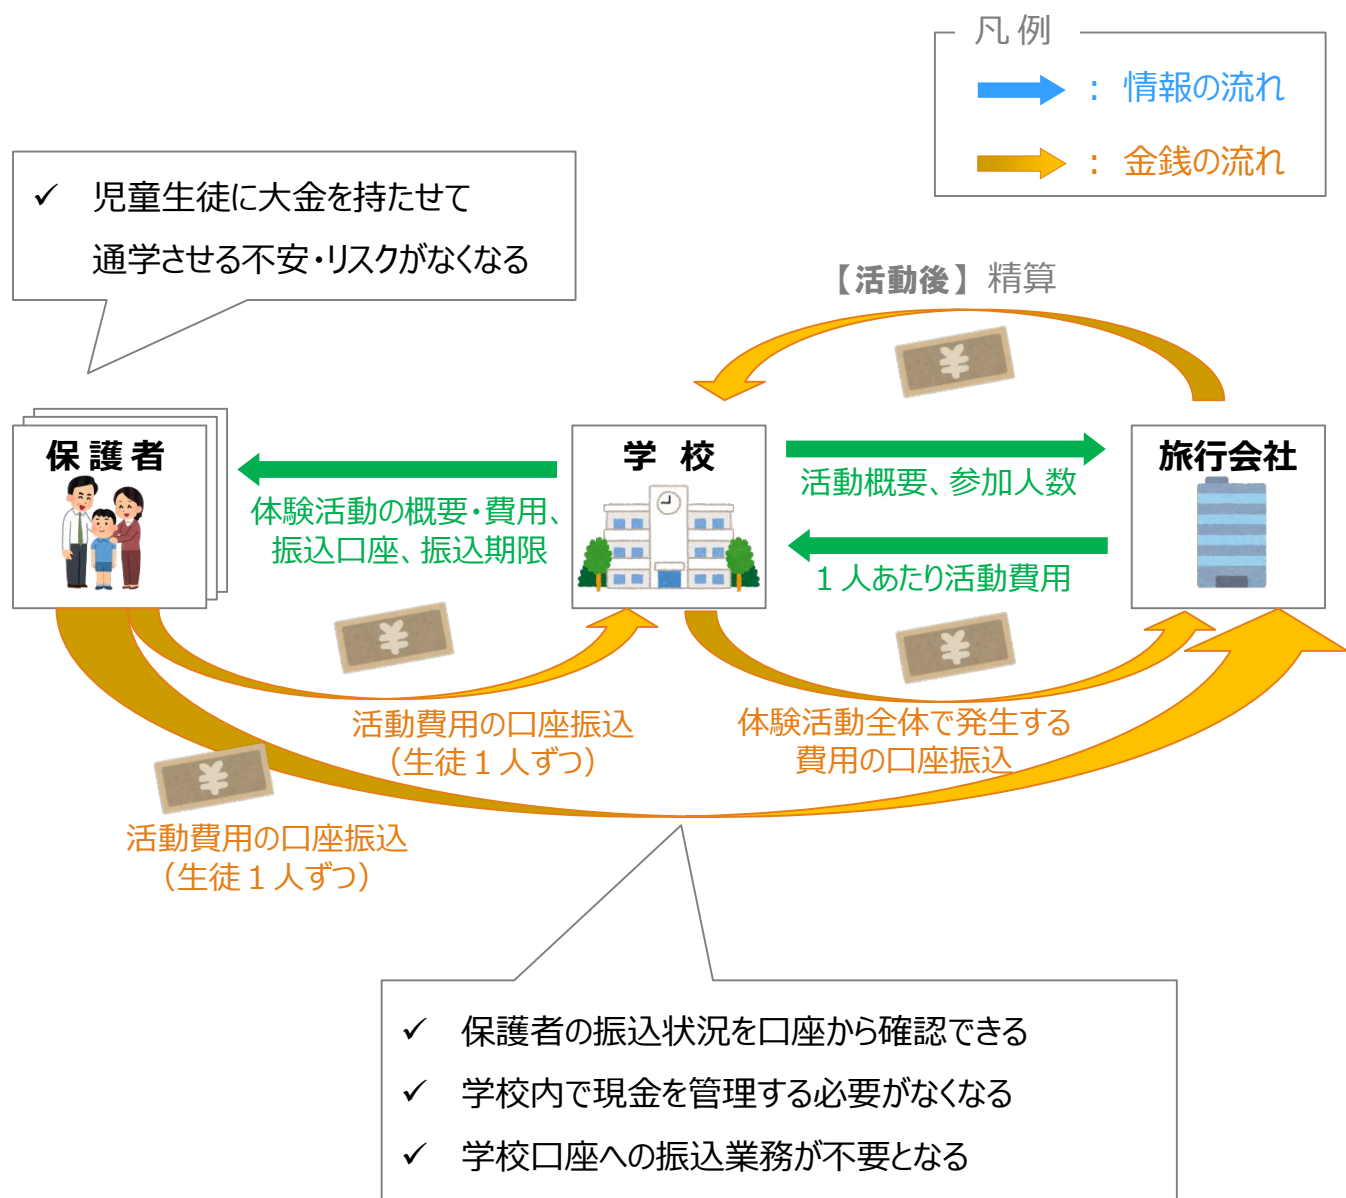 凡例
： 情報の流れ
： 金銭の流れ
✓ 児童生徒に大金を持たせて
通学させる不安・リスクがなくなる
【活動後】精算
保護者
学校
旅行会社
体験活動の概要・費用、
振込口座、振込期限
活動概要、参加人数
１人あたり活動費用
¥
¥
¥
活動費用の口座振込
（生徒１人ずつ）
体験活動全体で発生する
費用の口座振込
¥
活動費用の口座振込
（生徒１人ずつ）
✓ 保護者の振込状況を口座から確認できる
✓ 学校内で現金を管理する必要がなくなる
✓ 学校口座への振込業務が不要となる